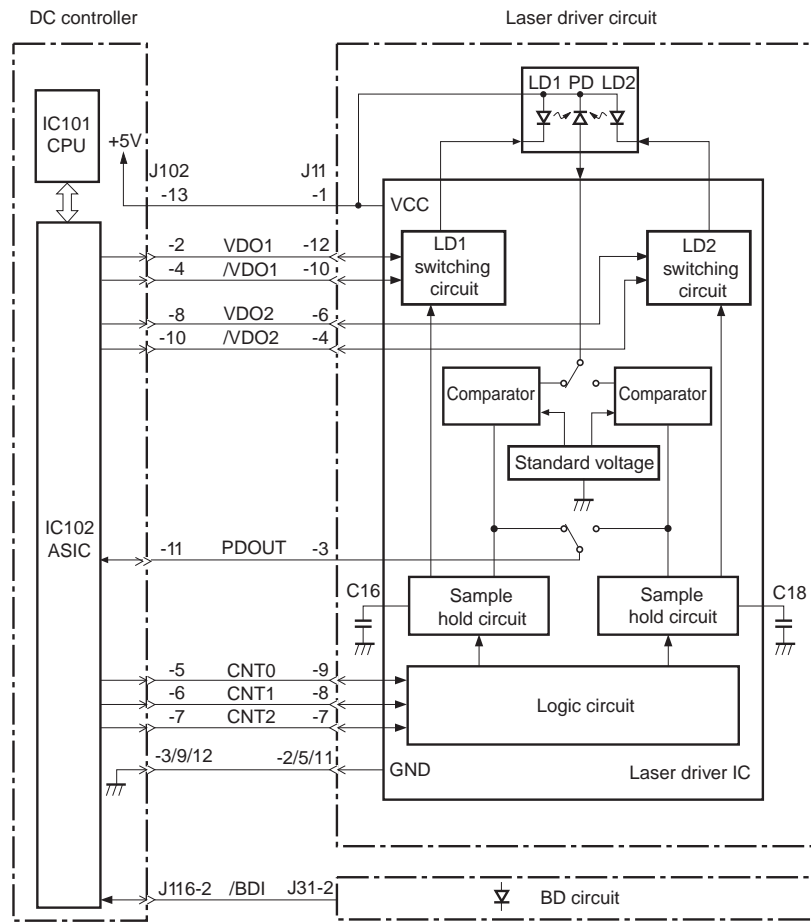 DC controller
Laser driver circuit
LD1 PD LD2
IC101
CPU
+5V
J102
J11
-13
-1
VCC
-2 VDO1 -12
-4 /VDO1 -10
LD1
switching
circuit
LD2
switching
circuit
-8 VDO2 -6
-10 /VDO2 -4
Comparator
Comparator
Standard voltage
IC102
ASIC
-11 PDOUT -3
C16
Sample
hold circuit
Sample
hold circuit
C18
-5 CNT0 -9
-6 CNT1 -8
-7 CNT2 -7
Logic circuit
-3/9/12 -2/5/11
GND
Laser driver IC
J116-2 /BDI J31-2
BD circuit